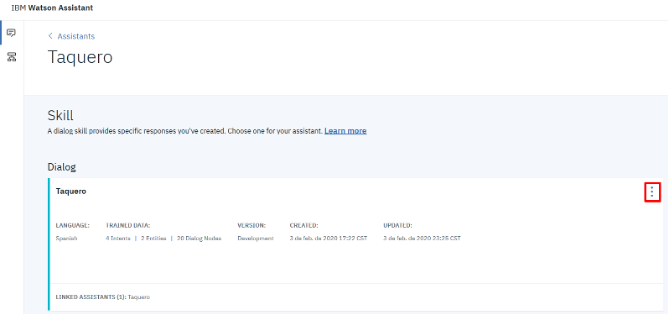 IBM Watson Assistant
Assistants
Taquero
Skill
A dialog skill provides specific responses you've created. Choose one for your assistant. Learn more
Dialog
Taquero
LANGUAGE: TRAINED DATA: VERSION: CREATED: UPDATED:
Spanish 4 Intents | 2 Entities | 20 Dialog Nodes Development 3 de feb. de 2020 17:22 CST 3 de feb. de 2020 23:25 CST
LINKED ASSISTANTS (1): Taquero